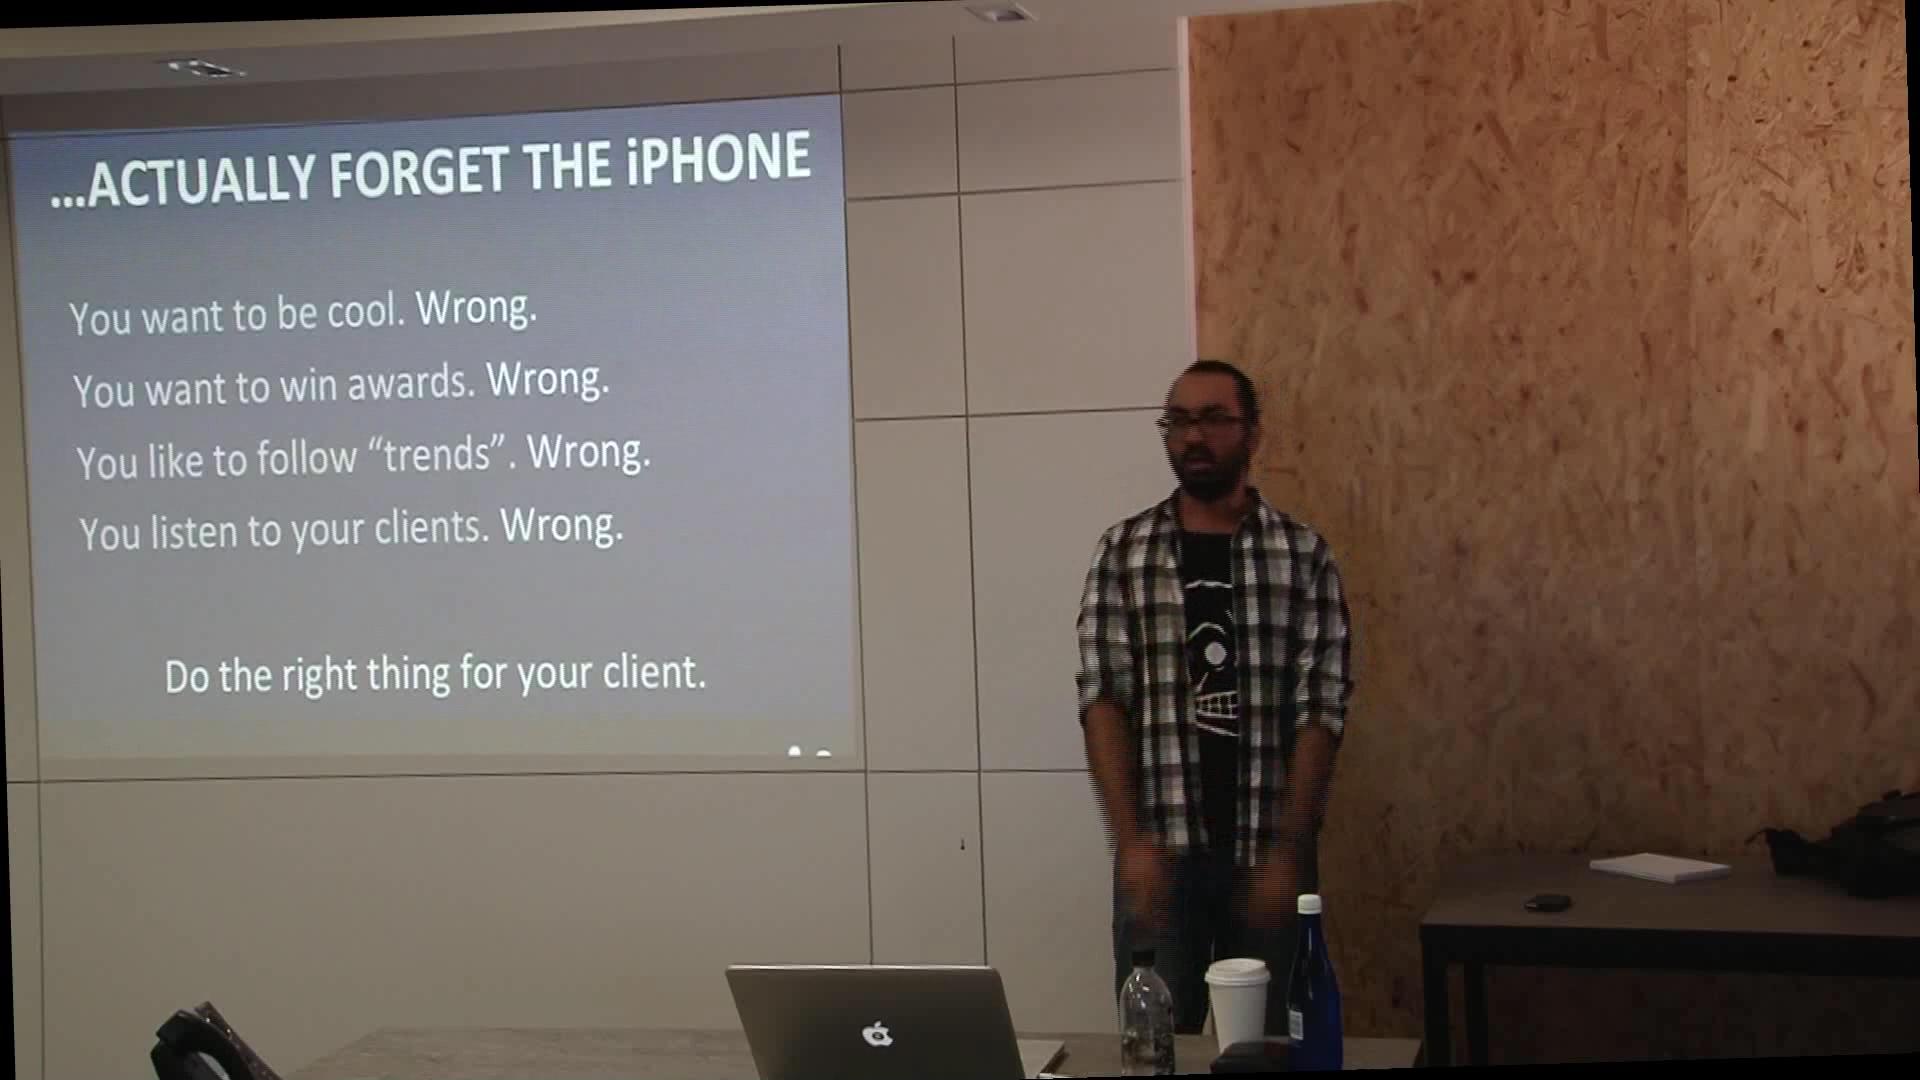 ...ACTUALLY FORGET THE iPHONE
You want to be cool. Wrong.
You want to win awards. Wrong.
You like to follow “trends”. Wrong.
You listen to your clients. Wrong.
Do the right thing for your client.